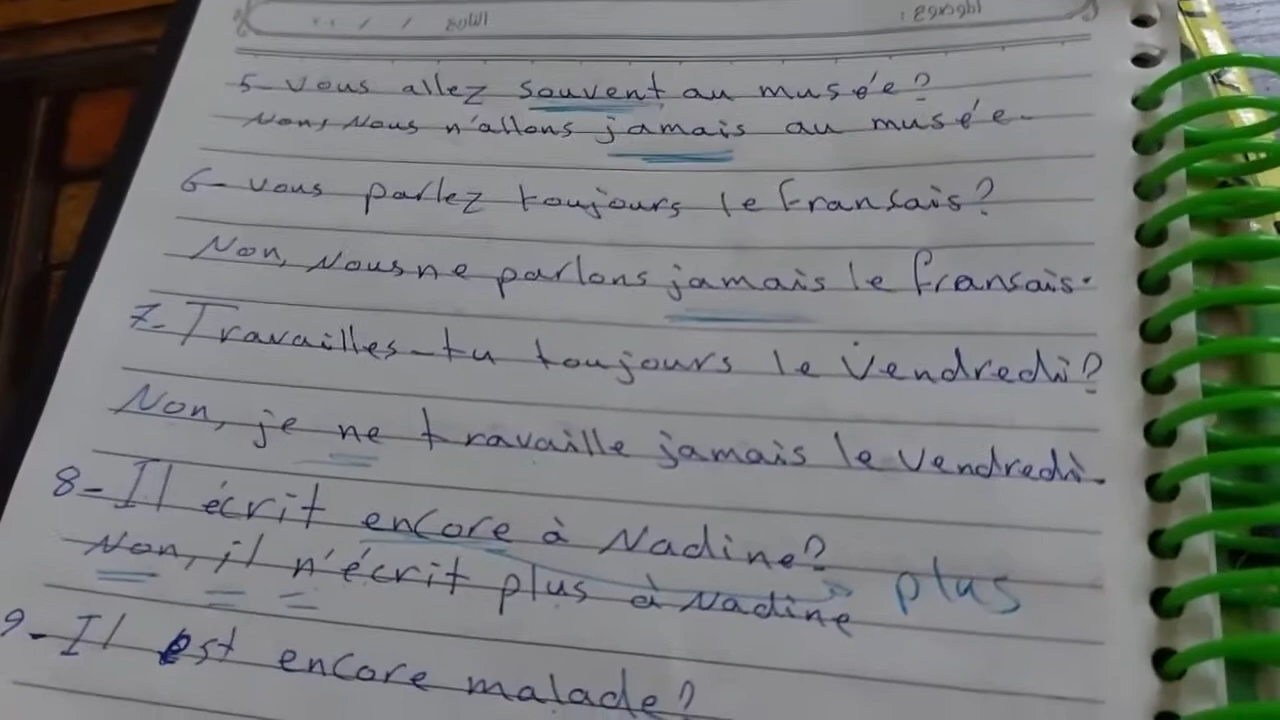 التاريخ / /
الموضوع :
5- Vous allez souvent au musée?
Non, Nous n'allons jamais au musée.
6- Vous parlez toujours le fransais?
Non, Nous ne parlons jamais le fransais.
7- Travailles-tu toujours le Vendredi?
Non, je ne travaille jamais le vendredi.
8- Il écrit encore à Nadine?
Non, il n'écrit plus à Nadine
plus
9- Il est encore malade?